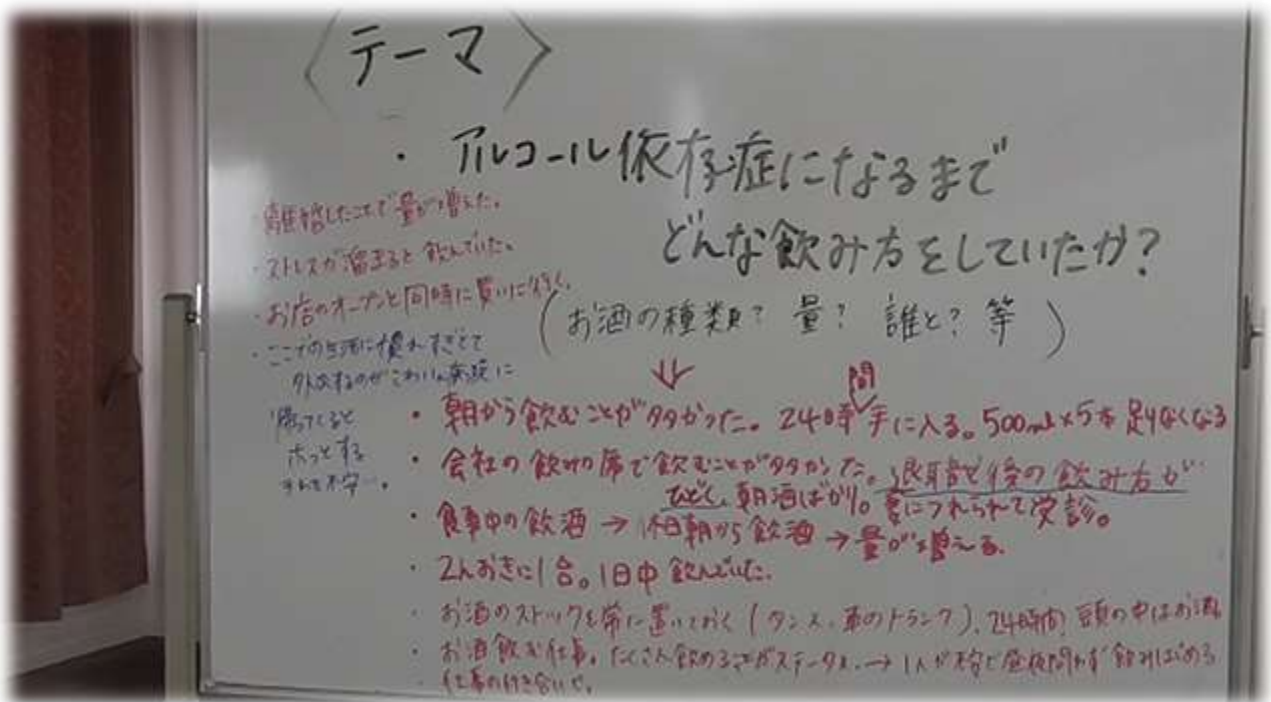 〈テーマ〉
・アルコール依存症になるまで
どんな飲み方をしていたか?
(お酒の種類? 量? 誰と? 等)
・離婚したことで量が増えた。
・ストレスが溜まると飲んでいた。
・お店のオープンと同時に買いに行く。
・ここでの生活に慣れすぎてて
外出するのがこわい。病院に
帰ってくると
ホッとする
それも不安…。
・朝から飲むことが多かった。24時間手に入る。500ml×5本 足りなくなる
・会社の飲みの席で飲むことが多かった。退職後の飲み方が
ひどく、朝酒ばかり。妻につれられて受診。
・食事中の飲酒→休日朝から飲酒→量が増える。
・2hおきに1合。1日中飲んでいた。
・お酒のストックを常に置いておく(タンス、車のトランク)、24時間 頭の中はお酒
・お酒飲む仕事。たくさん飲めることがステータス。→1人が不安で昼夜問わず飲みはじめる
・仕事の付き合いで。